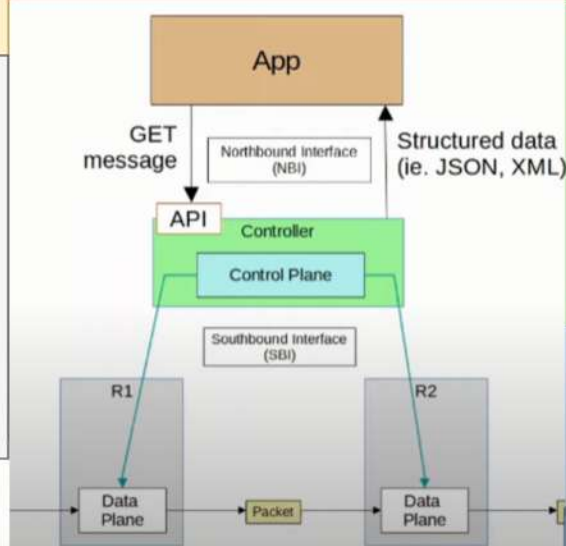 App
GET
message
Northbound Interface
(NBI)
Structured data
(ie. JSON, XML)
API
Controller
Control Plane
Southbound Interface
(SBI)
R1
R2
Data
Plane
Packet
Data
Plane